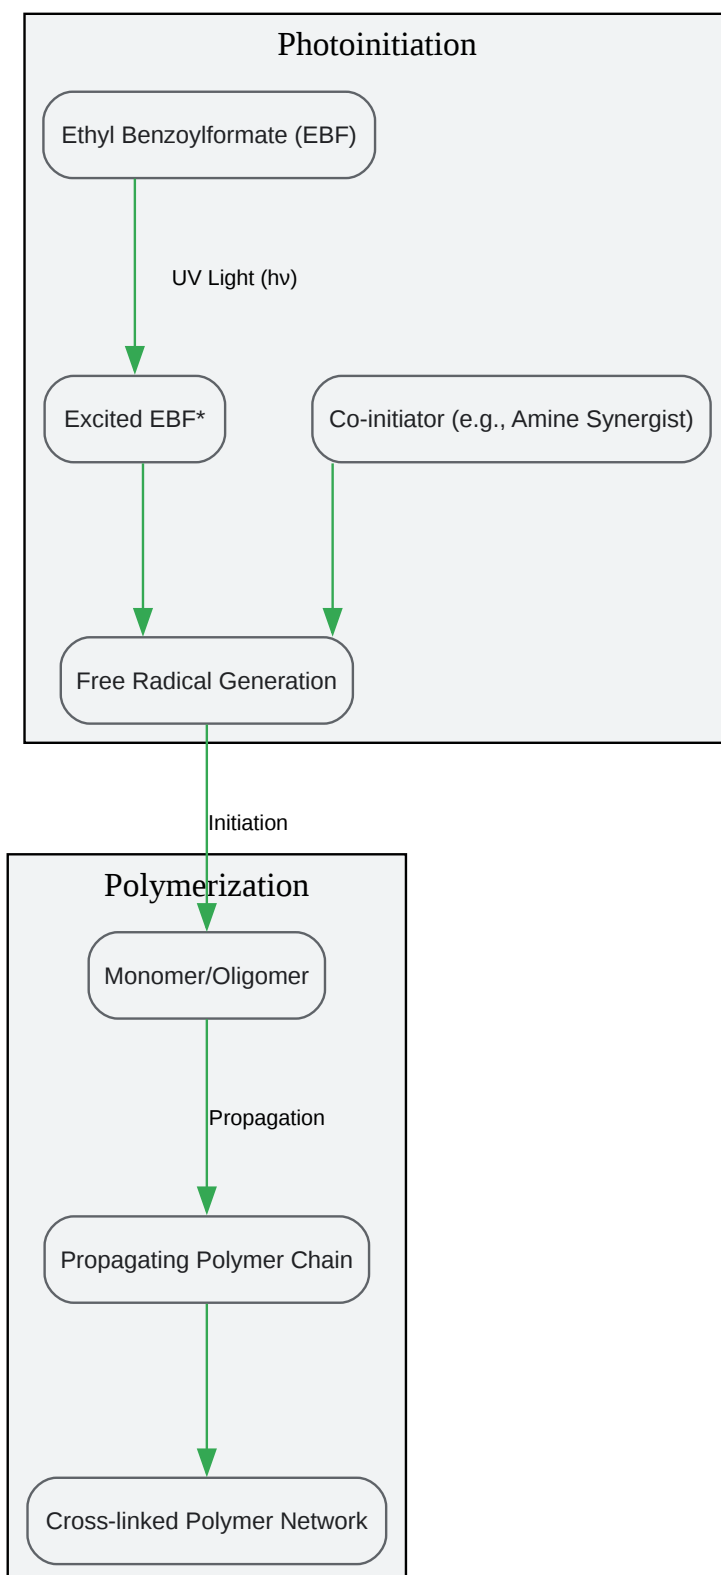 Photoinitiation
Ethyl Benzoylformate (EBF)
UV Light (hν)
Excited EBF*
Co-initiator (e.g., Amine Synergist)
Free Radical Generation
Initiation
Polymerization
Monomer/Oligomer
Propagation
Propagating Polymer Chain
Cross-linked Polymer Network